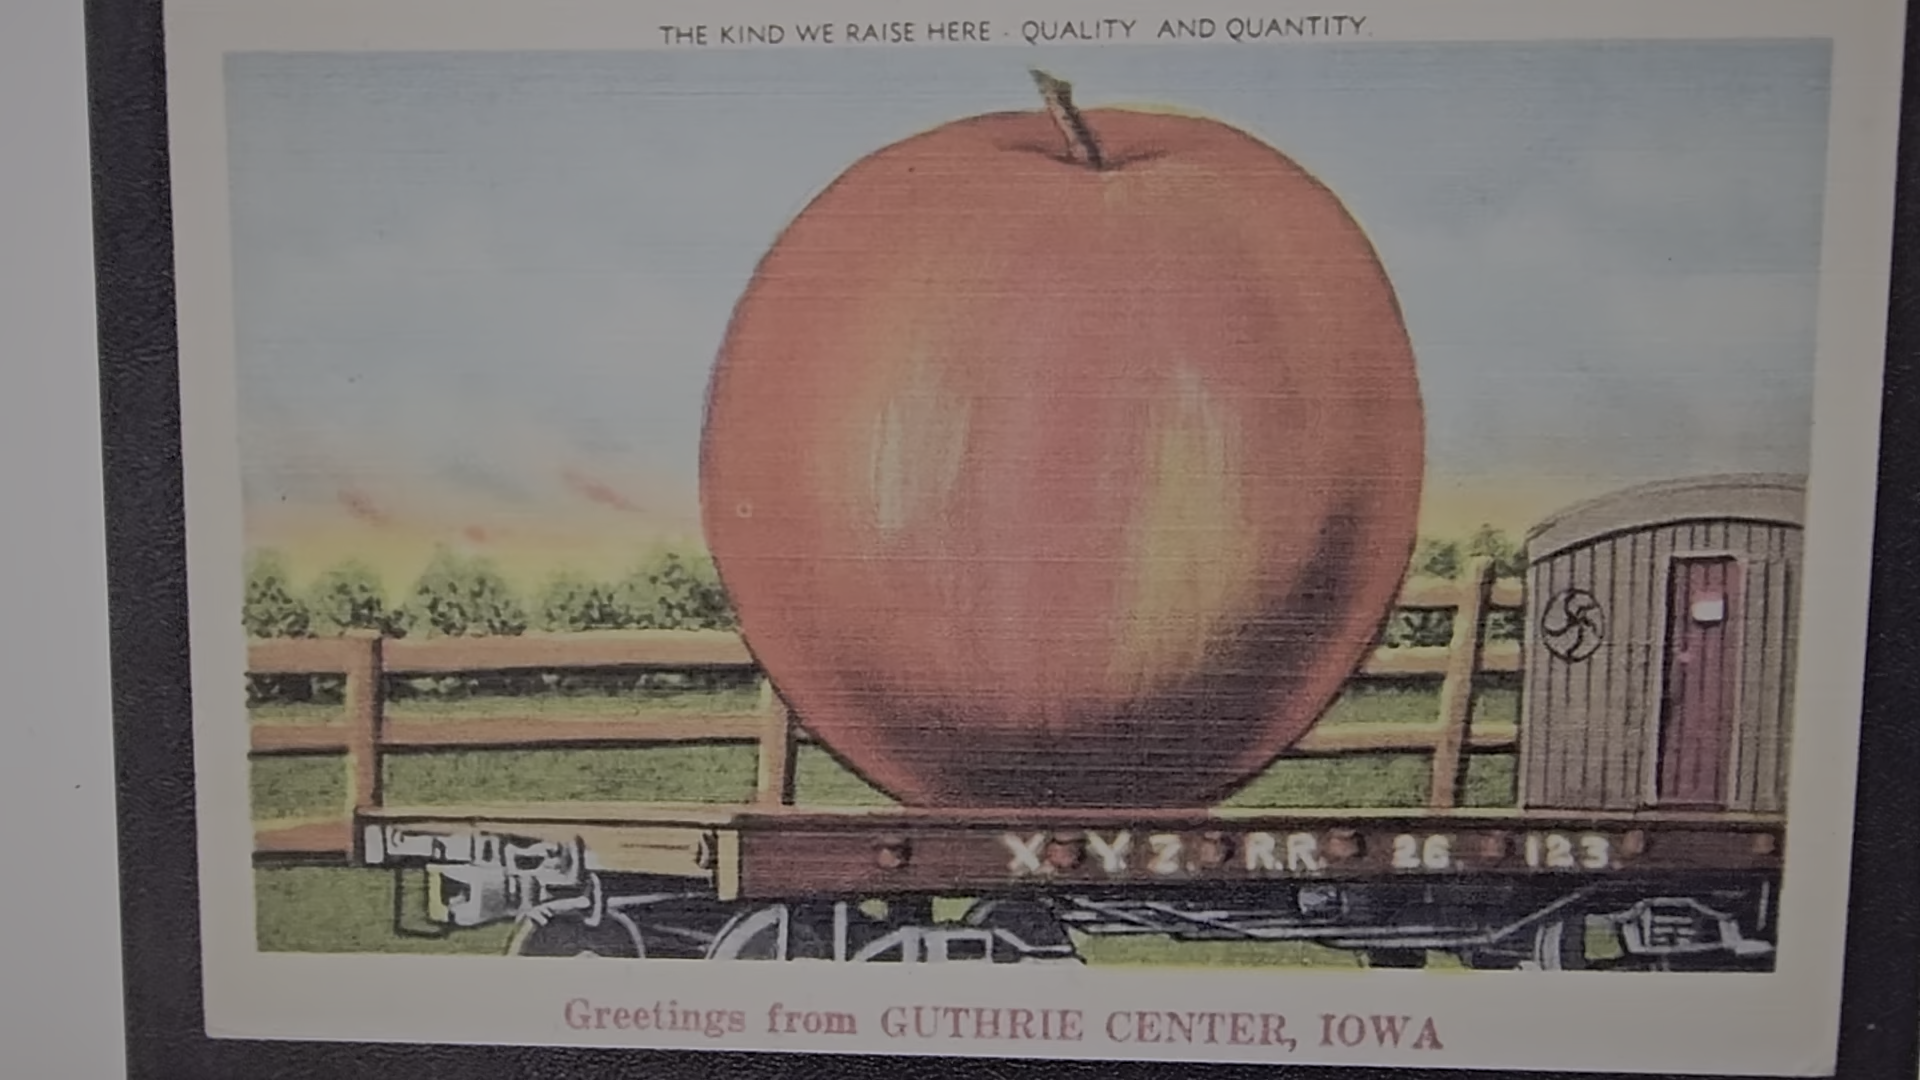 THE KIND WE RAISE HERE - QUALITY AND QUANTITY.
X. Y. Z. R.R. 26. 123.
Greetings from GUTHRIE CENTER, IOWA